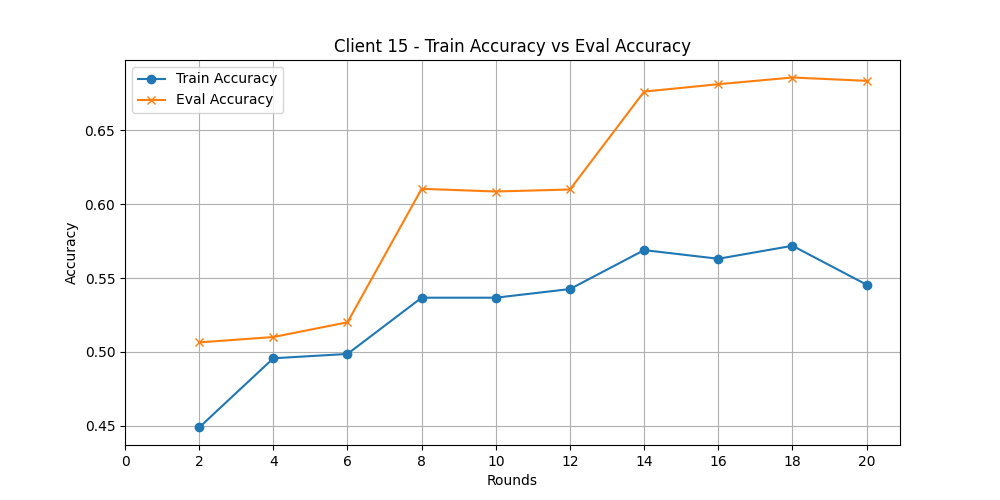 Client 15 - Train Accuracy vs Eval Accuracy
Train Accuracy
Eval Accuracy
Accuracy
0.65
0.60
0.55
0.50
0.45
0 2 4 6 8 10 12 14 16 18 20
Rounds